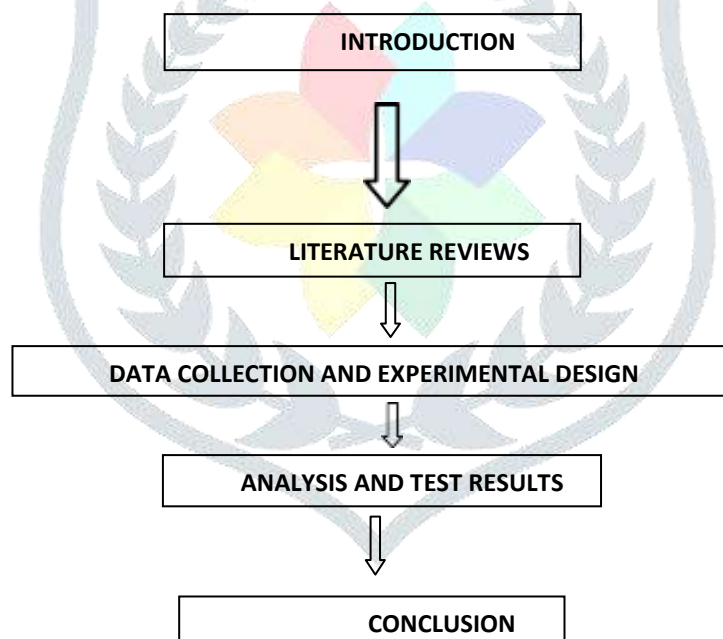 INTRODUCTION
LITERATURE REVIEWS
DATA COLLECTION AND EXPERIMENTAL DESIGN
ANALYSIS AND TEST RESULTS
CONCLUSION